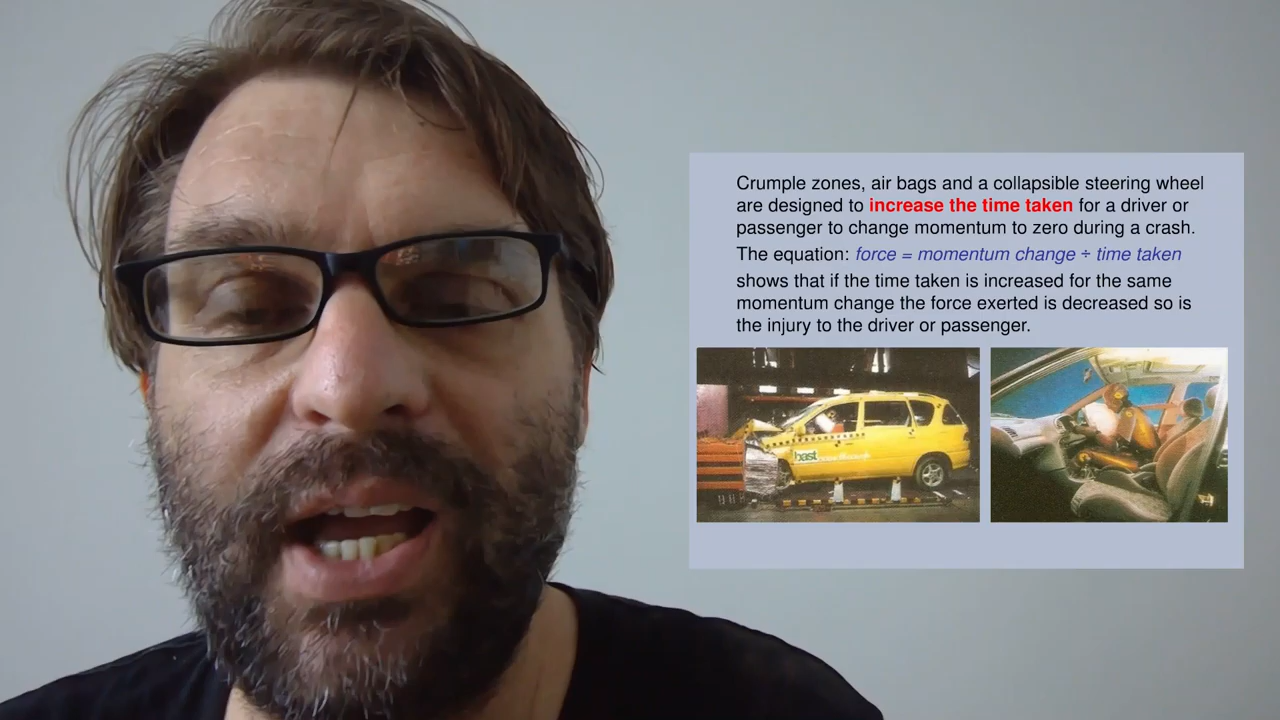 Crumple zones, air bags and a collapsible steering wheel
are designed to increase the time taken for a driver or
passenger to change momentum to zero during a crash.
The equation: force = momentum change ÷ time taken
shows that if the time taken is increased for the same
momentum change the force exerted is decreased so is
the injury to the driver or passenger.
bast